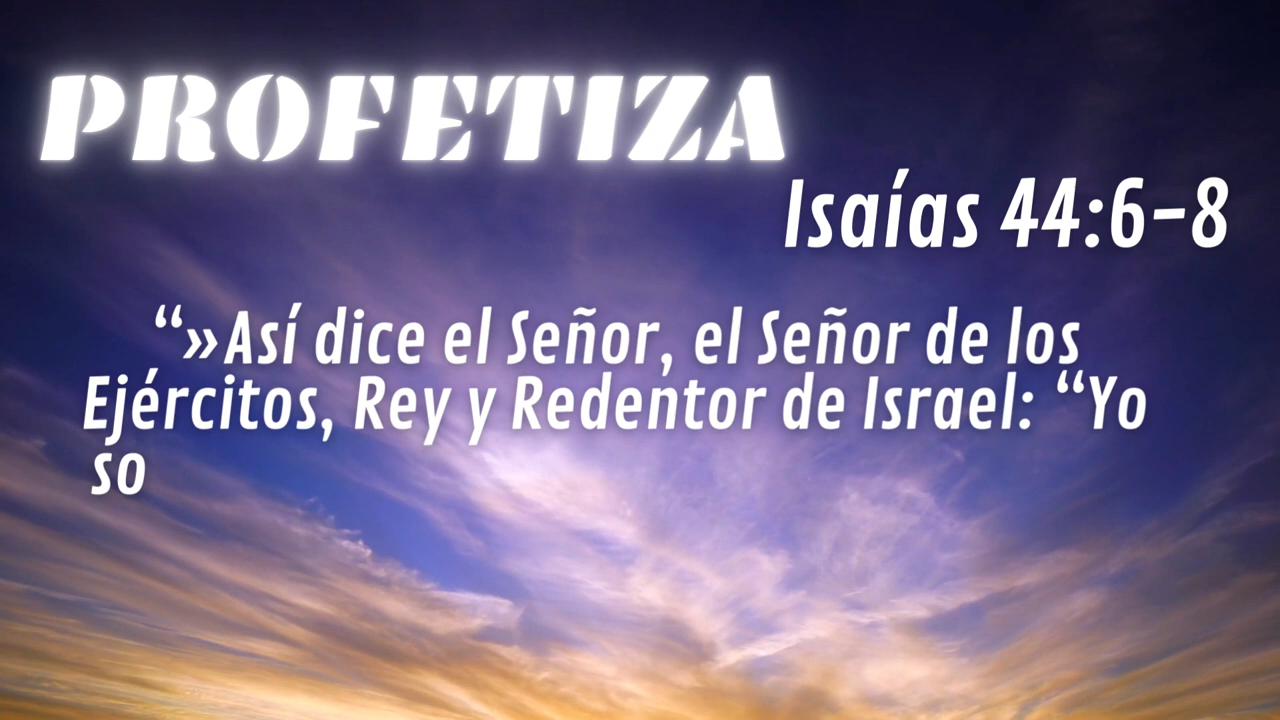 PROFETIZA
Isaías 44:6-8
“»Así dice el Señor, el Señor de los
Ejércitos, Rey y Redentor de Israel: “Yo
so